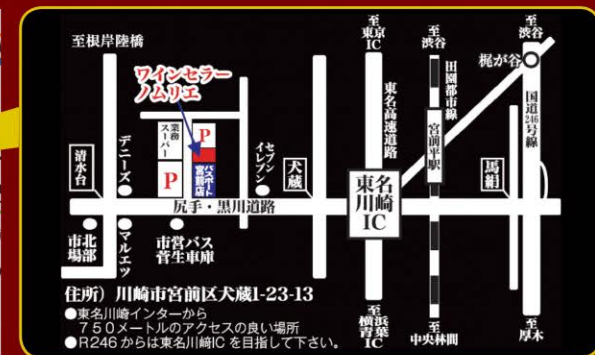 至根岸陸橋
至東京IC
至渋谷
至渋谷
梶が谷
ワインセラー
ノムリエ
東名高速道路
田園都市線
宮前平駅
国道246号線
業務スーパー
P
P
パスポート宮前店
デニーズ
清水台
セブンイレブン
犬蔵
馬絹
東名川崎IC
尻手・黒川道路
北部市場
マルエツ
市営バス
菅生車庫
住所）川崎市宮前区犬蔵1-23-13
●東名川崎インターから
７５０メートルのアクセスの良い場所
●R246 からは東名川崎IC を目指して下さい。
至横浜青葉IC
至中央林間
至厚木